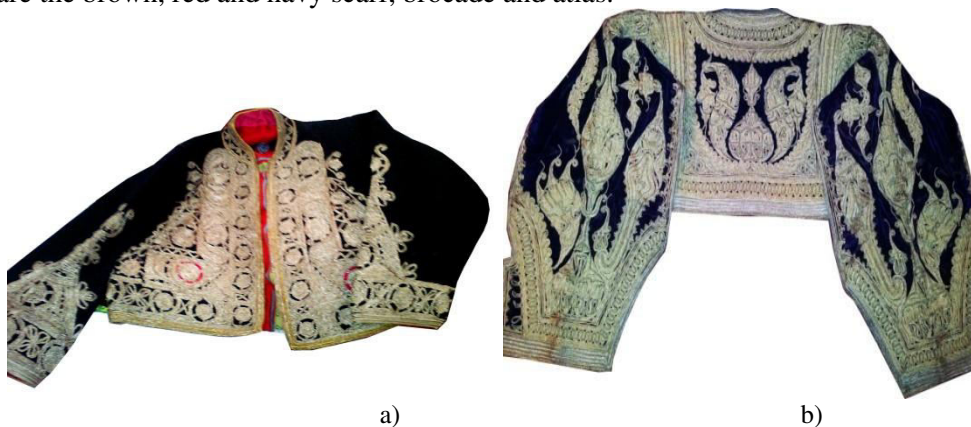 are the brown, red and navy scarf, brocade and atlas.
a) b)